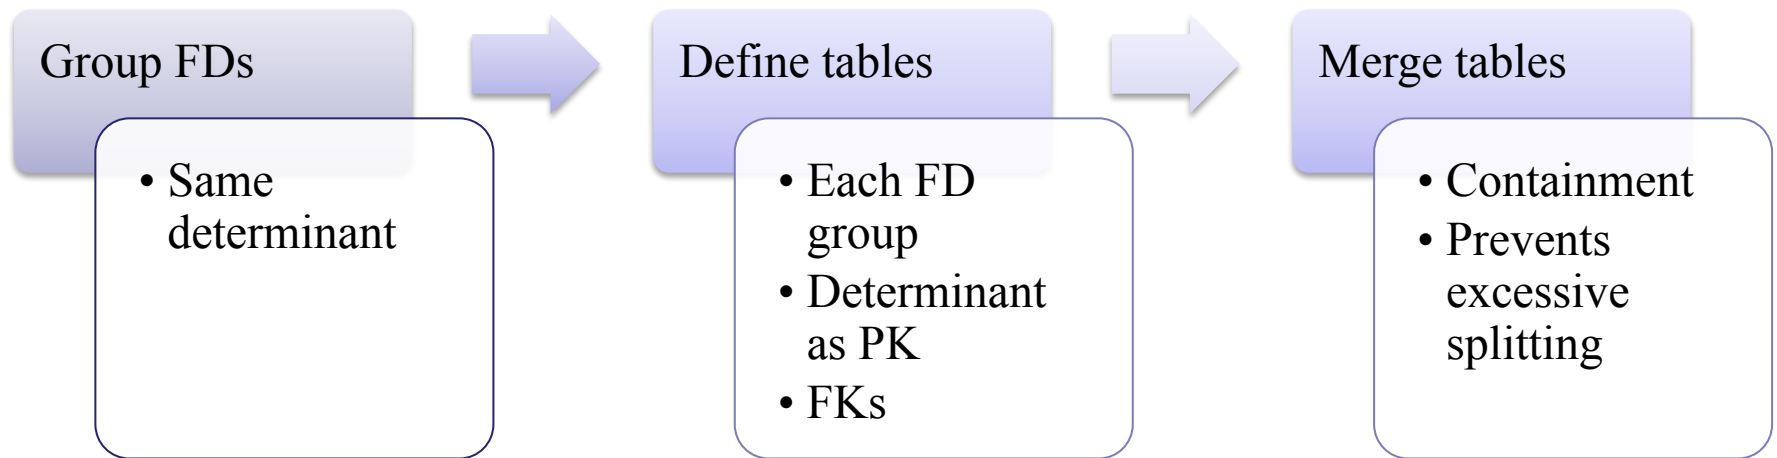 Group FDs
• Same
determinant
Define tables
• Each FD
group
• Determinant
as PK
• FKs
Merge tables
• Containment
• Prevents
excessive
splitting